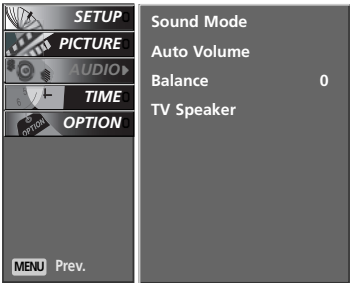 SETUP
PICTURE
AUDIO
TIME
OPTION
MENU Prev.
Sound Mode
Auto Volume
Balance 0
TV Speaker